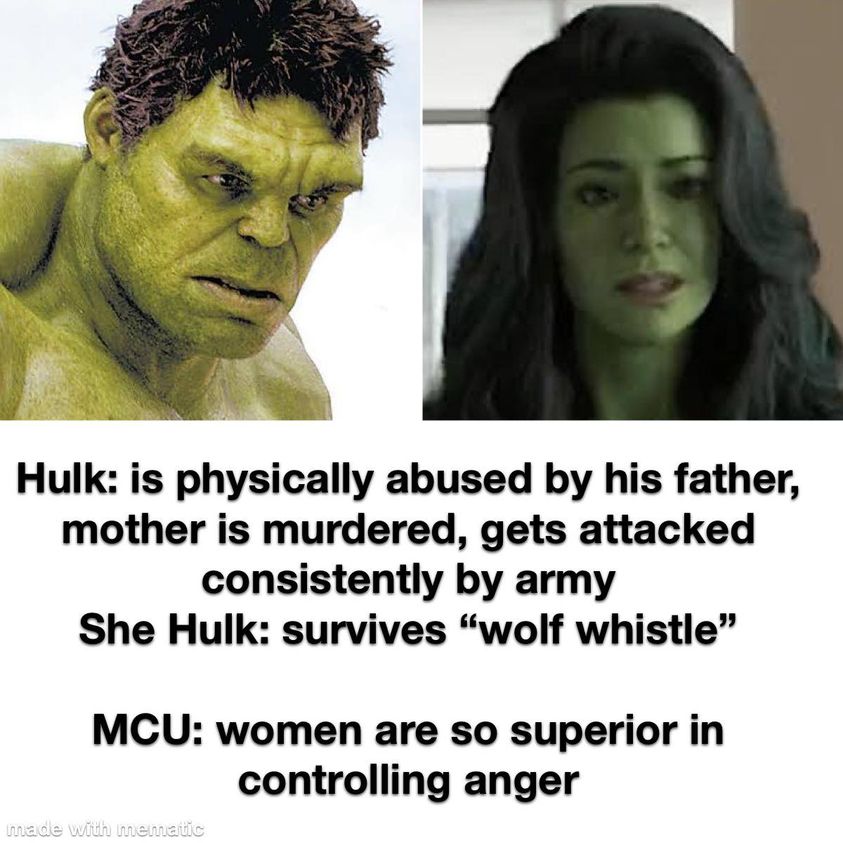 Hulk: is physically abused by his father,
mother is murdered, gets attacked
consistently by army
She Hulk: survives “wolf whistle”
MCU: women are so superior in
controlling anger
made with mematic